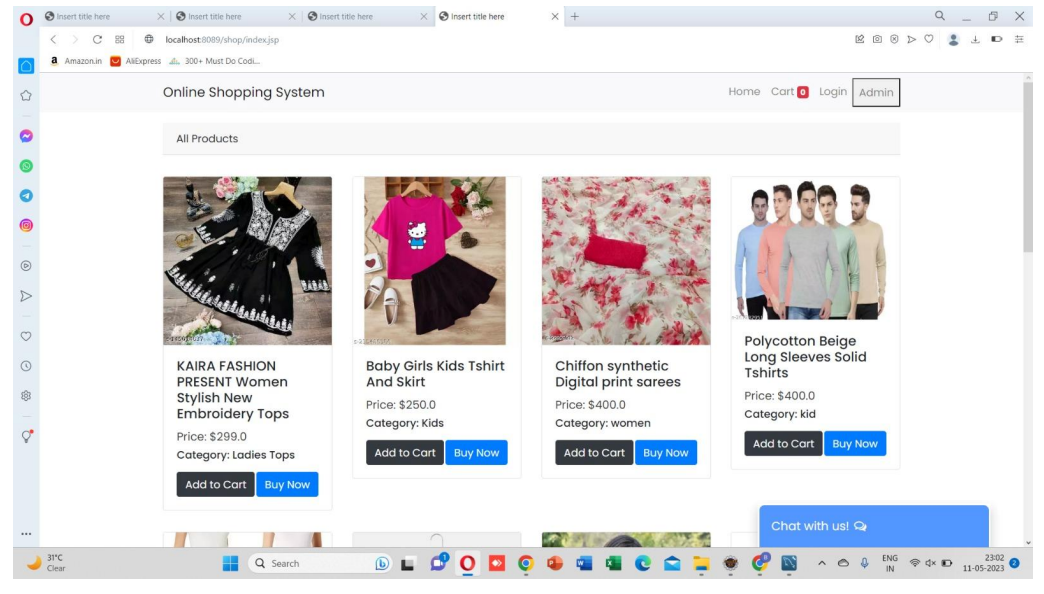 Insert title here
Insert title here
Insert title here
Insert title here
localhost:8089/shop/index.jsp
Amazon.in
AliExpress
300+ Must Do Codi...
Online Shopping System
Home
Cart 0
Login
Admin
All Products
KAIRA FASHION
PRESENT Women
Stylish New
Embroidery Tops
Price: $299.0
Category: Ladies Tops
Add to Cart
Buy Now
Baby Girls Kids Tshirt
And Skirt
Price: $250.0
Category: Kids
Add to Cart
Buy Now
Chiffon synthetic
Digital print sarees
Price: $400.0
Category: women
Add to Cart
Buy Now
Polycotton Beige
Long Sleeves Solid
Tshirts
Price: $400.0
Category: kid
Add to Cart
Buy Now
Chat with us!
31°C
Clear
Search
ENG
IN
23:02
11-05-2023
2